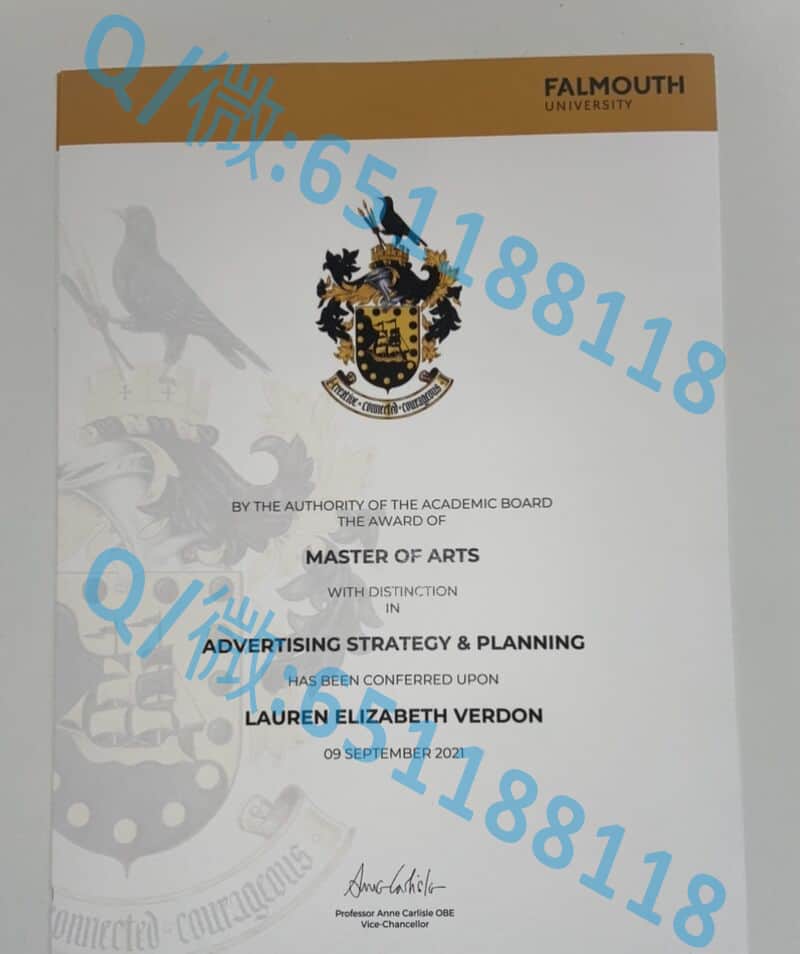 FALMOUTH
UNIVERSITY
Q/微:6511188118
creative · connected · courageous
BY THE AUTHORITY OF THE ACADEMIC BOARD
THE AWARD OF
MASTER OF ARTS
WITH DISTINCTION
IN
ADVERTISING STRATEGY & PLANNING
HAS BEEN CONFERRED UPON
LAUREN ELIZABETH VERDON
09 SEPTEMBER 2021
Q/微:6511188118
connected · courageous
Anne Carlisle
Professor Anne Carlisle OBE
Vice-Chancellor